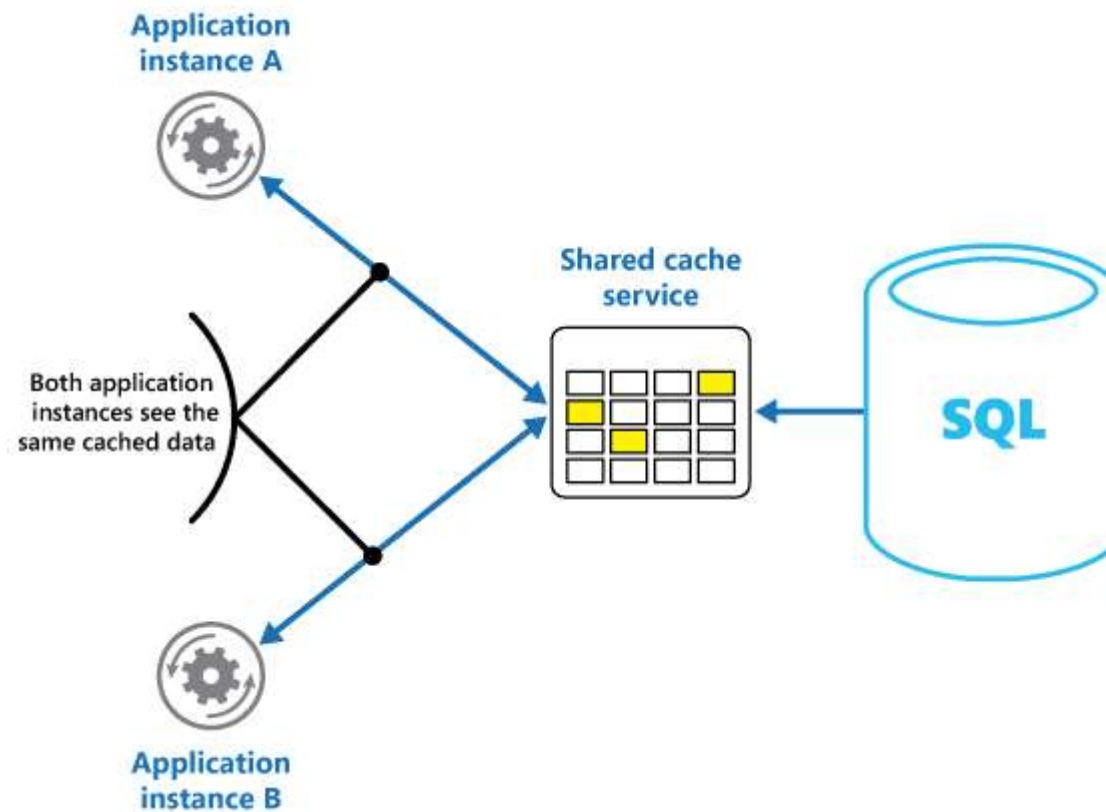 Application
instance A
Shared cache
service
Both application
instances see the
same cached data
SQL
Application
instance B